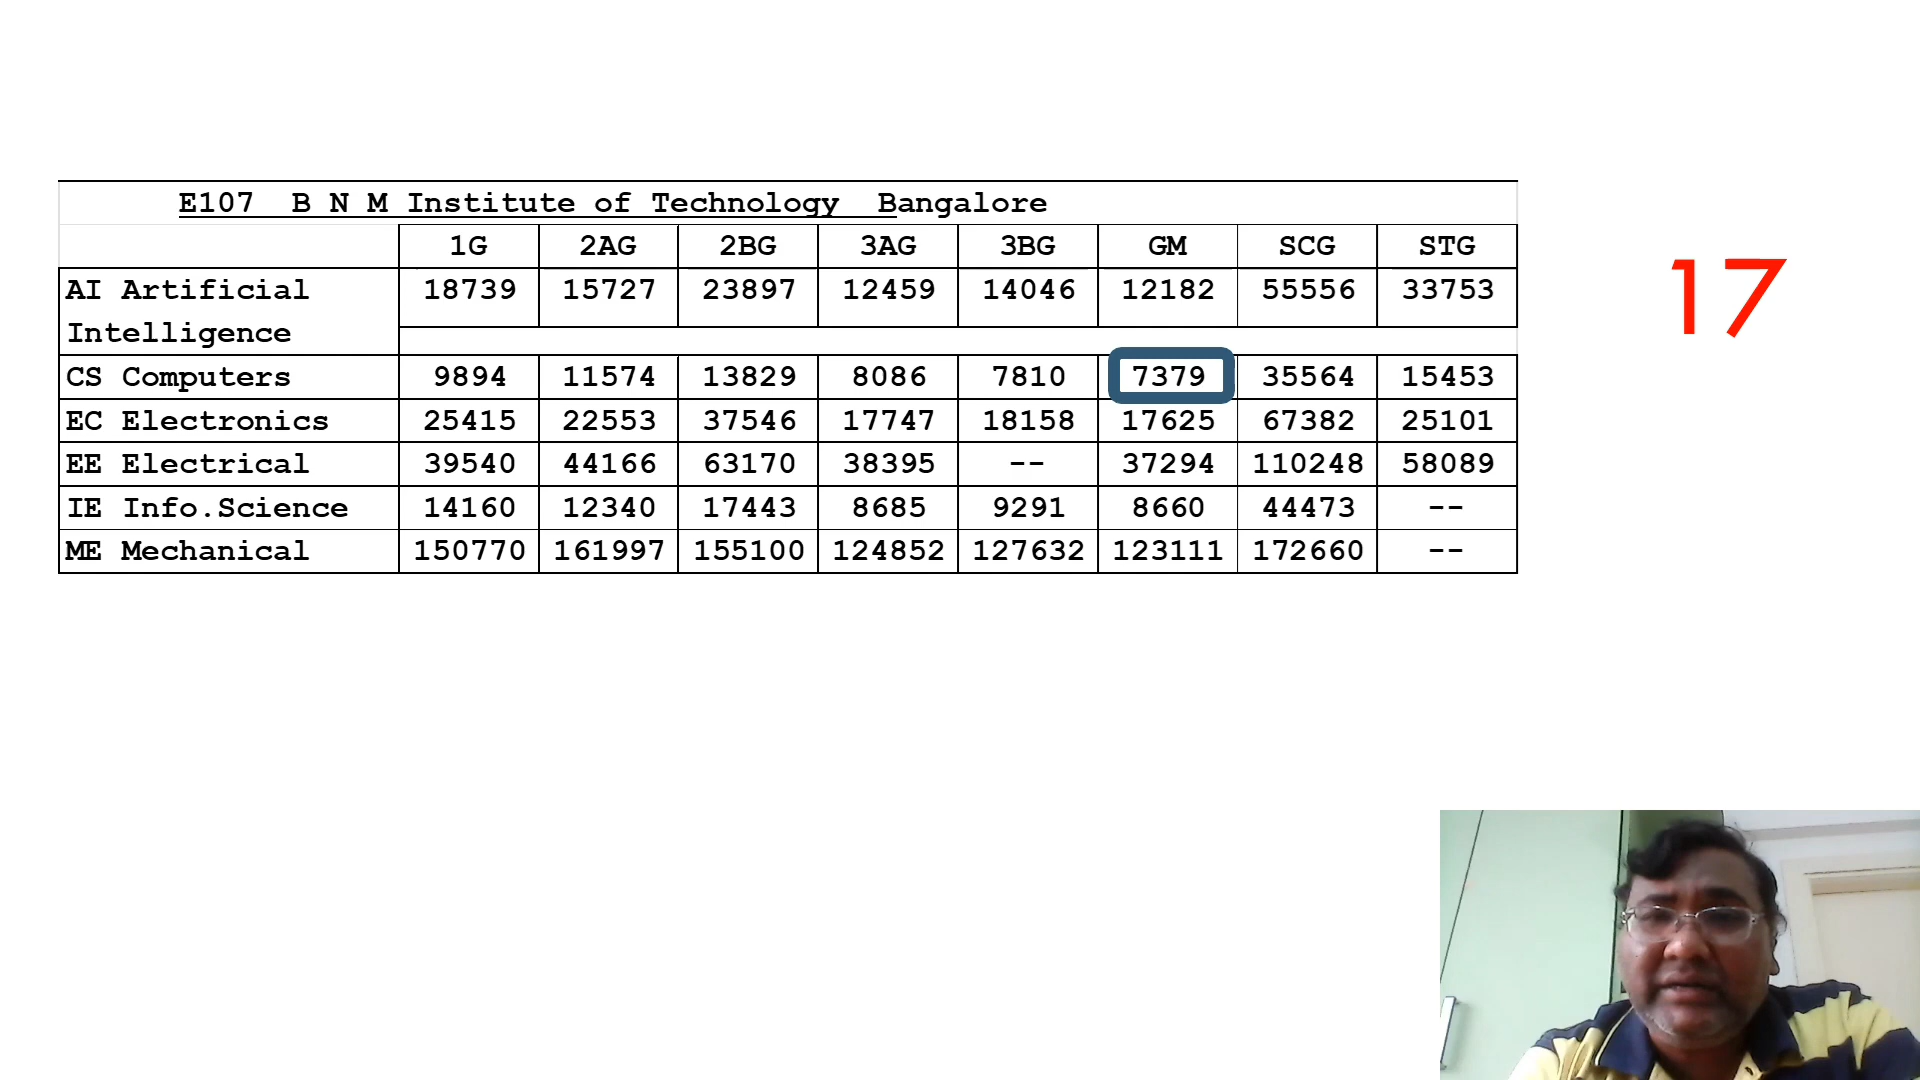 E107 B N M Institute of Technology Bangalore
1G 2AG 2BG 3AG 3BG GM SCG STG
AI Artificial Intelligence 18739 15727 23897 12459 14046 12182 55556 33753
CS Computers 9894 11574 13829 8086 7810 7379 35564 15453
EC Electronics 25415 22553 37546 17747 18158 17625 67382 25101
EE Electrical 39540 44166 63170 38395 -- 37294 110248 58089
IE Info.Science 14160 12340 17443 8685 9291 8660 44473 --
ME Mechanical 150770 161997 155100 124852 127632 123111 172660 --
17